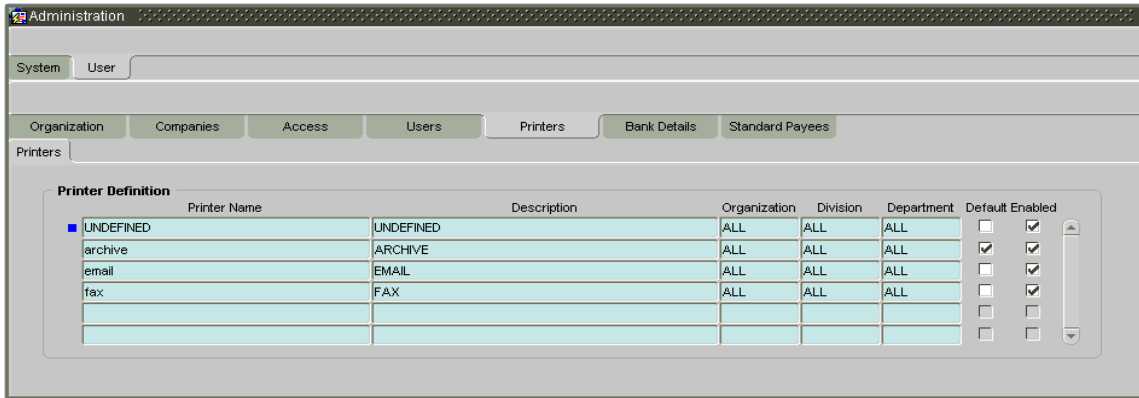 Administration
System User
Organization Companies Access Users Printers Bank Details Standard Payees
Printers
Printer Definition
Printer Name Description Organization Division Department Default Enabled
UNDEFINED UNDEFINED ALL ALL ALL
archive ARCHIVE ALL ALL ALL
email EMAIL ALL ALL ALL
fax FAX ALL ALL ALL